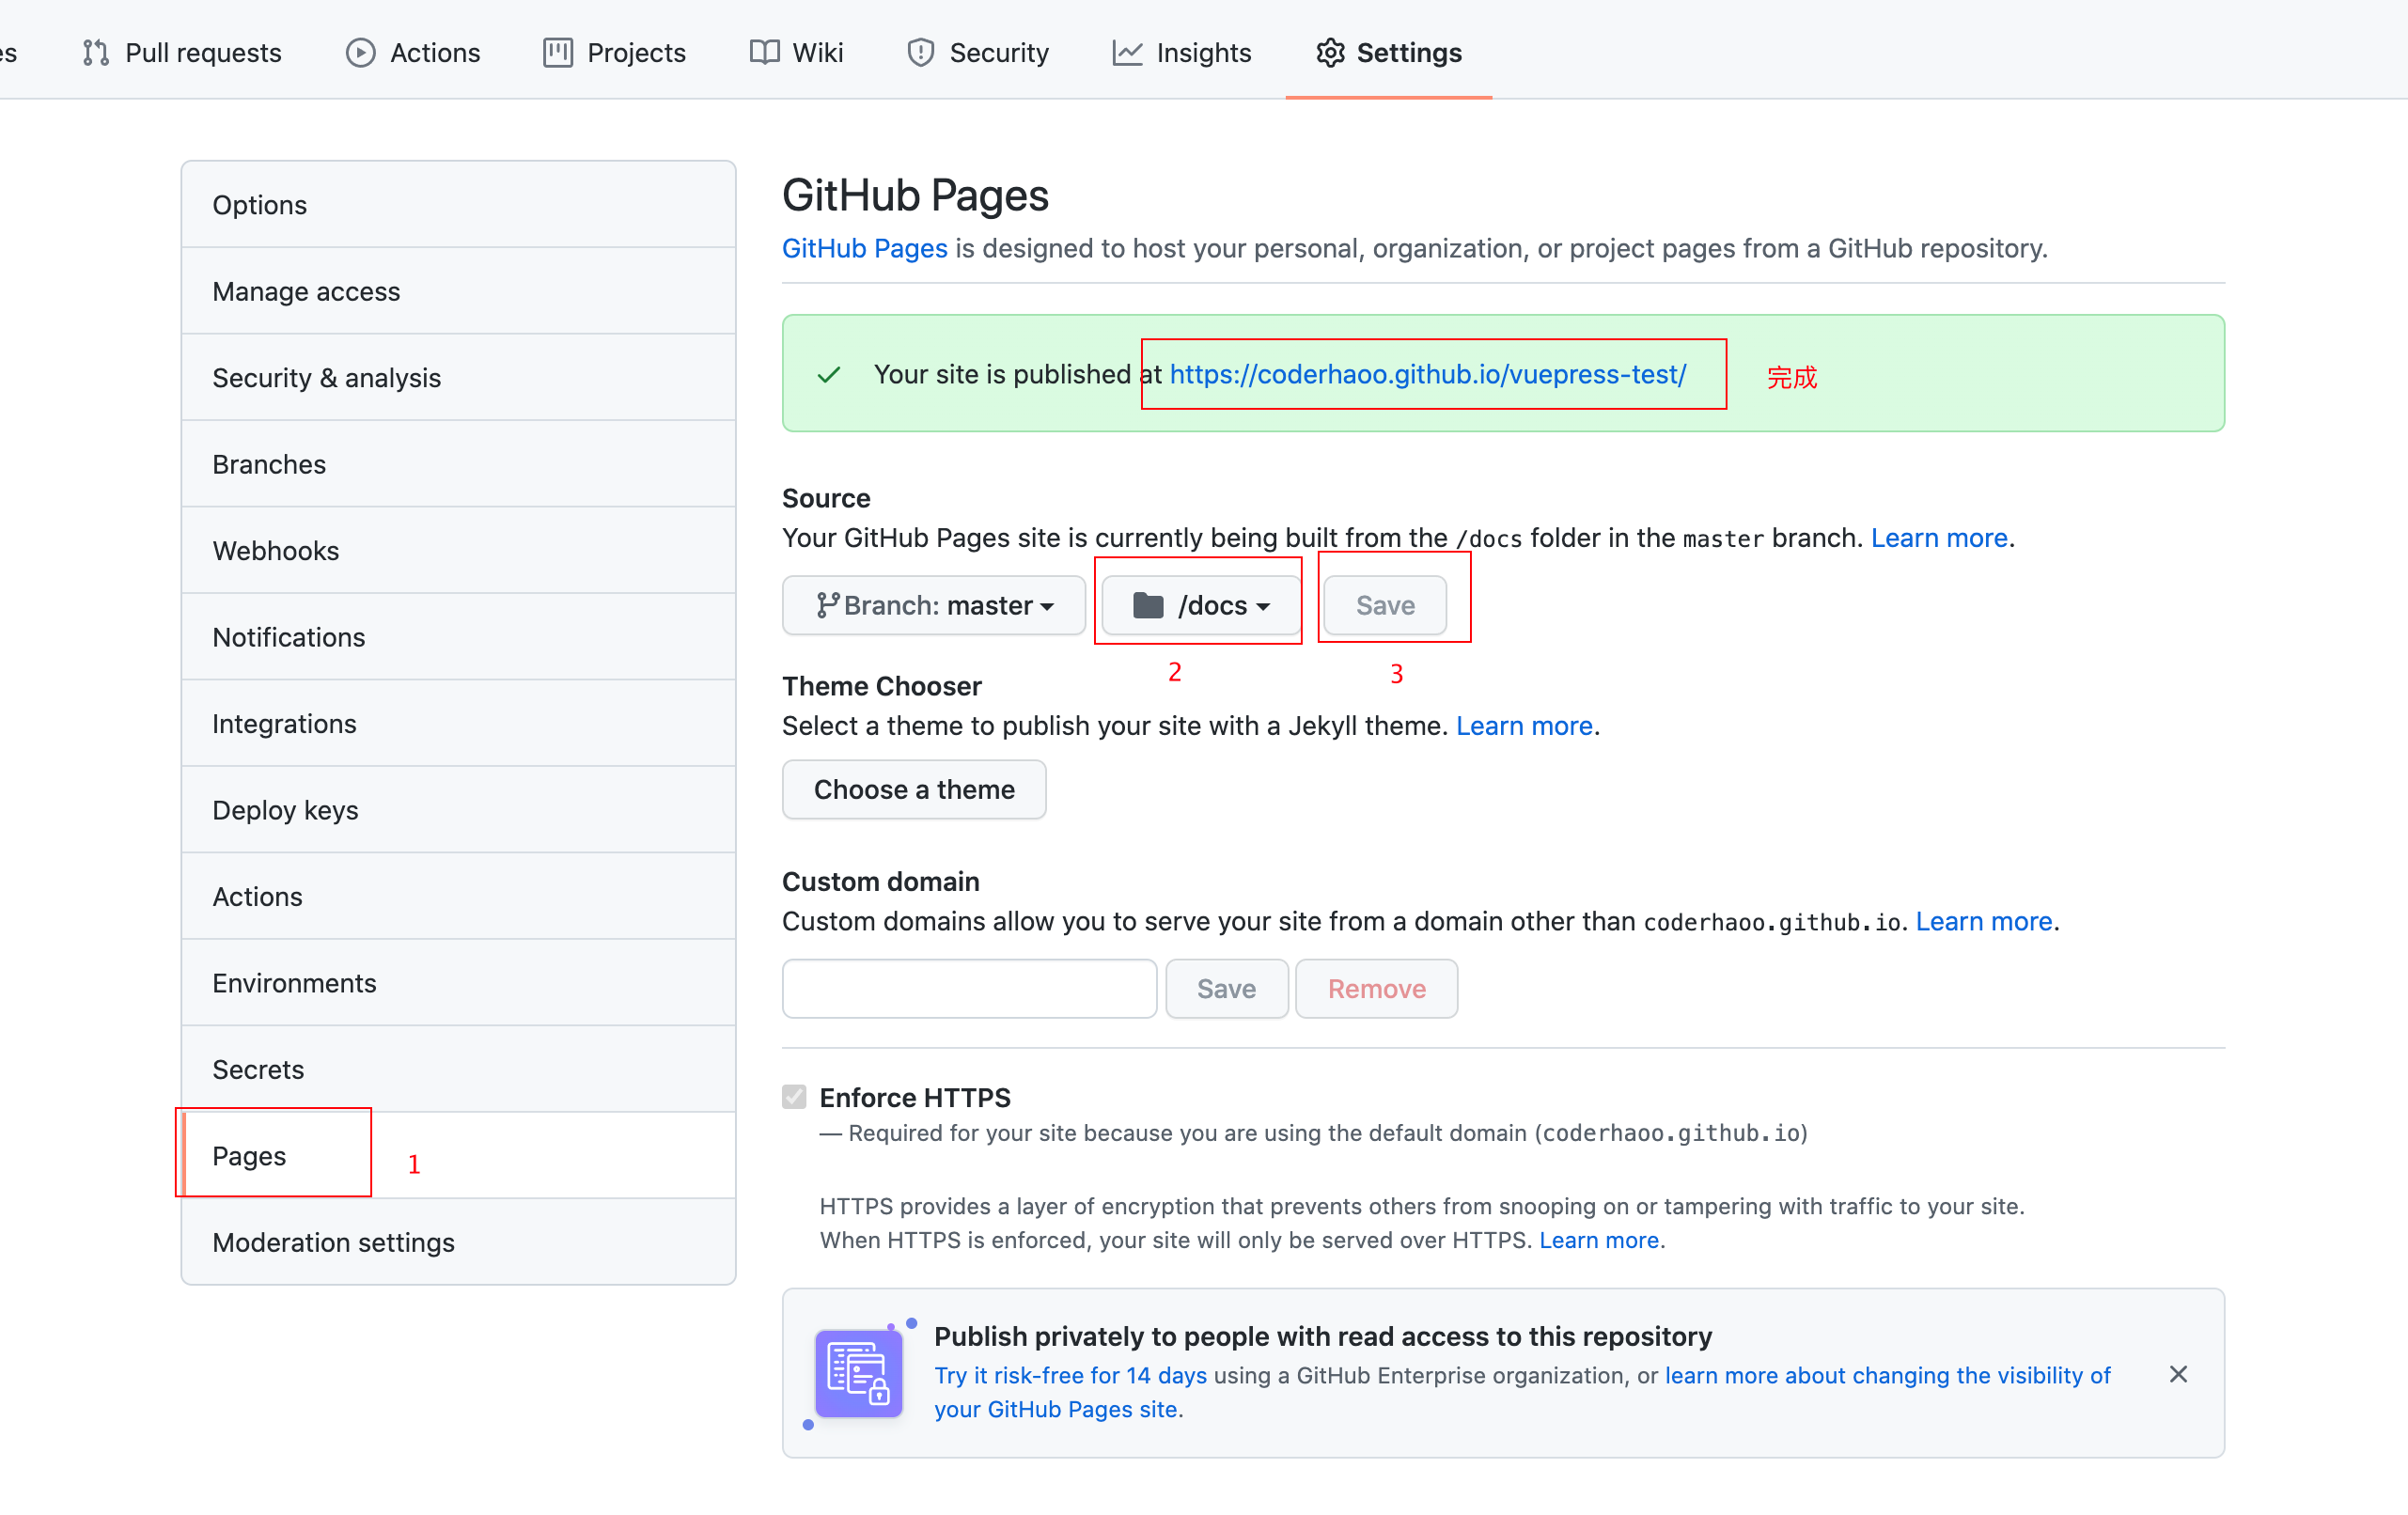 es Pull requests Actions Projects Wiki Security Insights Settings
Options
Manage access
Security & analysis
Branches
Webhooks
Notifications
Integrations
Deploy keys
Actions
Environments
Secrets
Pages 1
Moderation settings
GitHub Pages
GitHub Pages is designed to host your personal, organization, or project pages from a GitHub repository.
Your site is published at https://coderhaoo.github.io/vuepress-test/ 完成
Source
Your GitHub Pages site is currently being built from the /docs folder in the master branch. Learn more.
Branch: master /docs Save
2 3
Theme Chooser
Select a theme to publish your site with a Jekyll theme. Learn more.
Choose a theme
Custom domain
Custom domains allow you to serve your site from a domain other than coderhaoo.github.io. Learn more.
Save Remove
Enforce HTTPS
— Required for your site because you are using the default domain (coderhaoo.github.io)
HTTPS provides a layer of encryption that prevents others from snooping on or tampering with traffic to your site.
When HTTPS is enforced, your site will only be served over HTTPS. Learn more.
Publish privately to people with read access to this repository
Try it risk-free for 14 days using a GitHub Enterprise organization, or learn more about changing the visibility of
your GitHub Pages site.